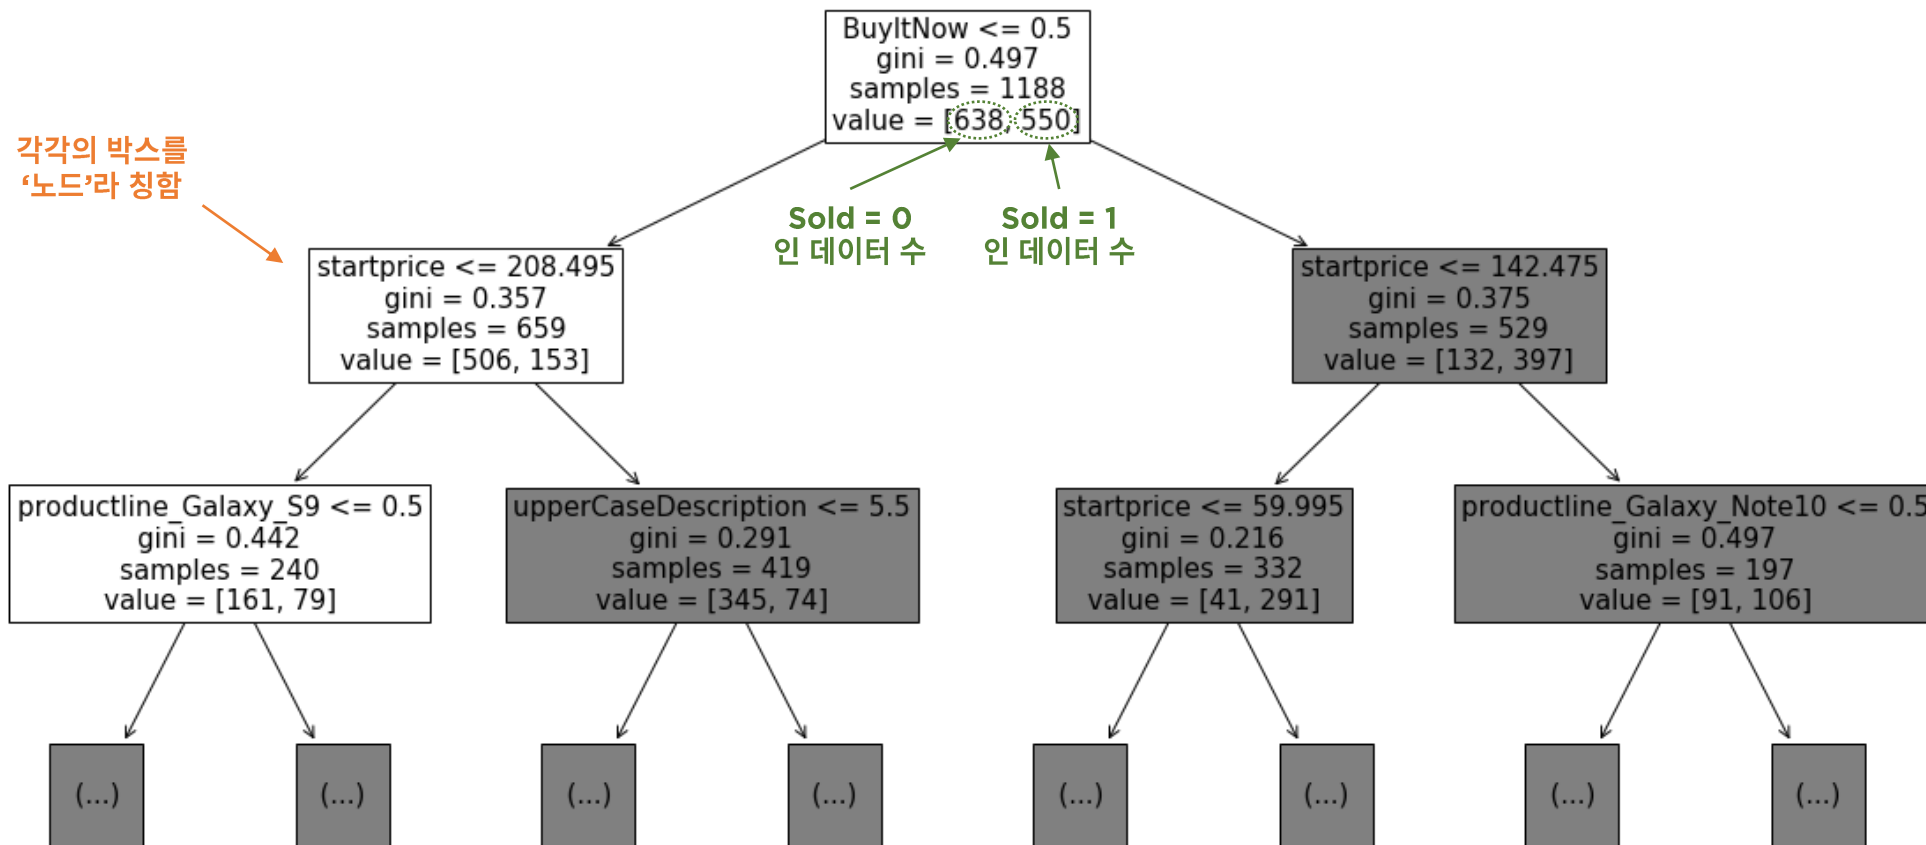 BuyItNow <= 0.5
gini = 0.497
samples = 1188
value = [638, 550]
각각의 박스를
‘노드’라 칭함
Sold = 0
인 데이터 수
Sold = 1
인 데이터 수
startprice <= 208.495
gini = 0.357
samples = 659
value = [506, 153]
startprice <= 142.475
gini = 0.375
samples = 529
value = [132, 397]
productline_Galaxy_S9 <= 0.5
gini = 0.442
samples = 240
value = [161, 79]
upperCaseDescription <= 5.5
gini = 0.291
samples = 419
value = [345, 74]
startprice <= 59.995
gini = 0.216
samples = 332
value = [41, 291]
productline_Galaxy_Note10 <= 0.5
gini = 0.497
samples = 197
value = [91, 106]
(...)
(...)
(...)
(...)
(...)
(...)
(...)
(...)